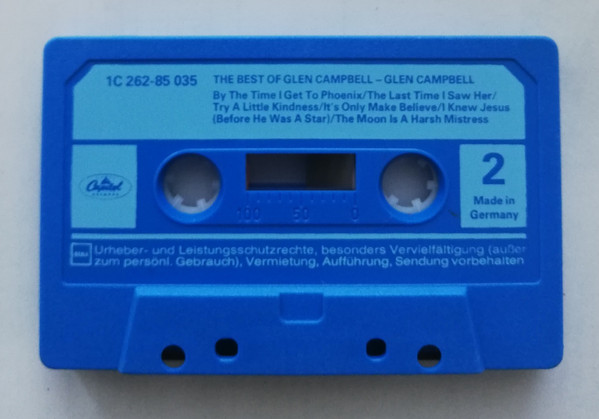 1C 262-85 035 THE BEST OF GLEN CAMPBELL – GLEN CAMPBELL
By The Time I Get To Phoenix/The Last Time I Saw Her/
Try A Little Kindness/It's Only Make Believe/I Knew Jesus
(Before He Was A Star)/The Moon Is A Harsh Mistress
Capitol
2
Made in
Germany
100 50 0
Urheber- und Leistungsschutzrechte, besonders Vervielfältigung (außer
zum persönl. Gebrauch), Vermietung, Aufführung, Sendung vorbehalten